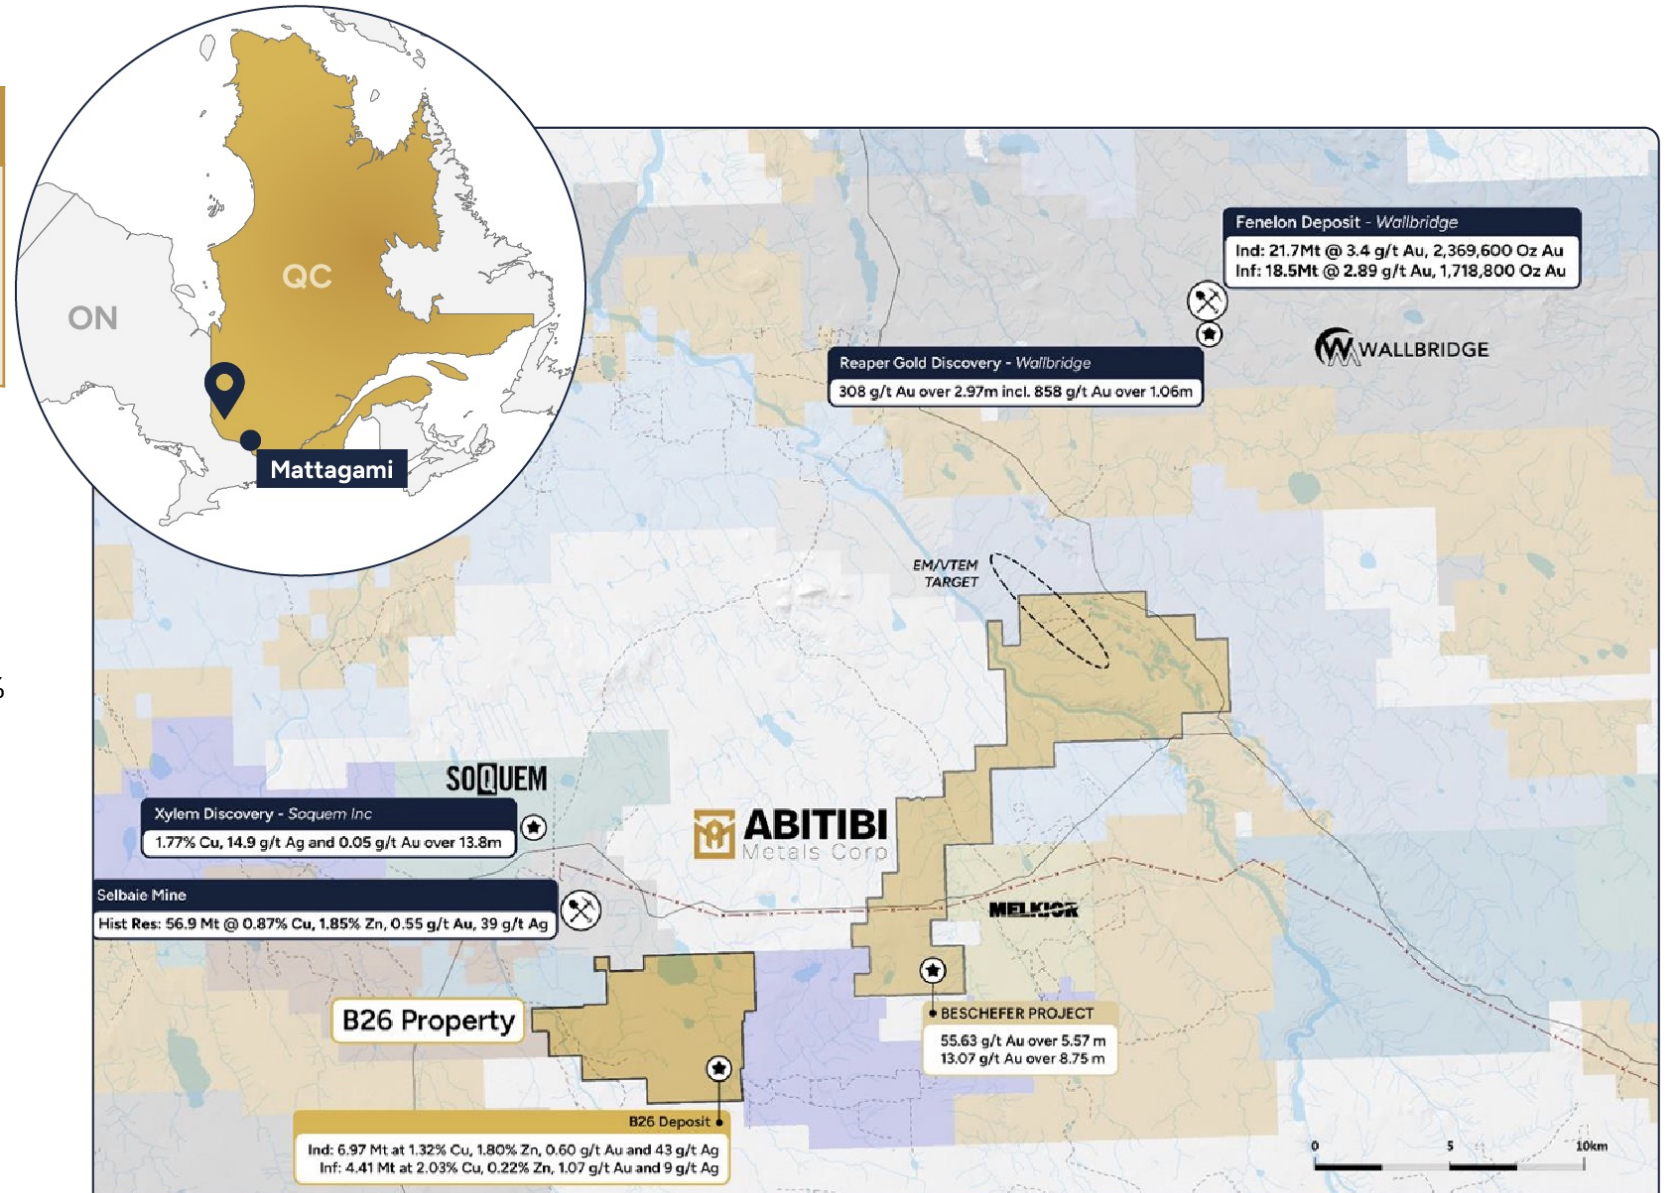 ON
QC
Mattagami
Fenelon Deposit - Wallbridge
Ind: 21.7Mt @ 3.4 g/t Au, 2,369,600 Oz Au
Inf: 18.5Mt @ 2.89 g/t Au, 1,718,800 Oz Au
WALLBRIDGE
Reaper Gold Discovery - Wallbridge
308 g/t Au over 2.97m incl. 858 g/t Au over 1.06m
EM/VTEM
TARGET
%
SOQUEM
Xylem Discovery - Soquem Inc
1.77% Cu, 14.9 g/t Ag and 0.05 g/t Au over 13.8m
ABITIBI
Metals Corp
Selbaie Mine
Hist Res: 56.9 Mt @ 0.87% Cu, 1.85% Zn, 0.55 g/t Au, 39 g/t Ag
MELKIOR
B26 Property
BESCHEFER PROJECT
55.63 g/t Au over 5.57 m
13.07 g/t Au over 8.75 m
B26 Deposit
Ind: 6.97 Mt at 1.32% Cu, 1.80% Zn, 0.60 g/t Au and 43 g/t Ag
Inf: 4.41 Mt at 2.03% Cu, 0.22% Zn, 1.07 g/t Au and 9 g/t Ag
0 5 10km